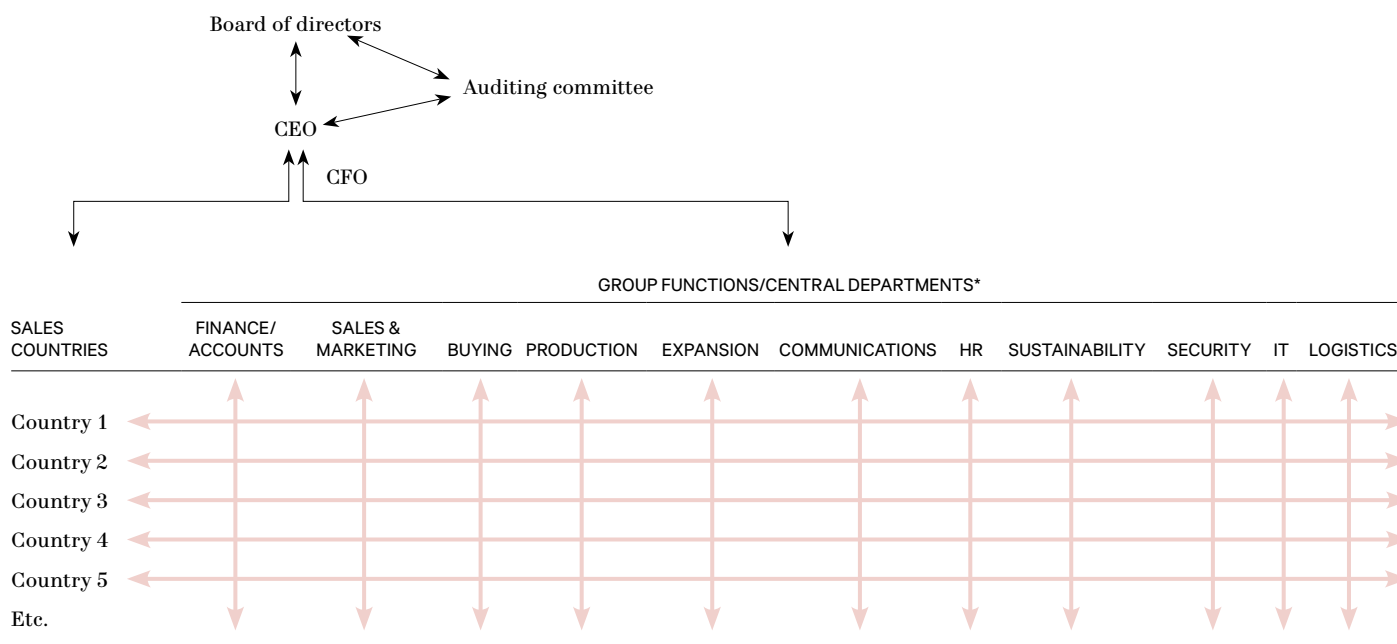 Board of directors
Auditing committee
CEO
CFO
GROUP FUNCTIONS/CENTRAL DEPARTMENTS*
SALES
COUNTRIES
FINANCE/
ACCOUNTS
SALES &
MARKETING
BUYING
PRODUCTION
EXPANSION
COMMUNICATIONS
HR
SUSTAINABILITY
SECURITY
IT
LOGISTICS
Country 1
Country 2
Country 3
Country 4
Country 5
Etc.